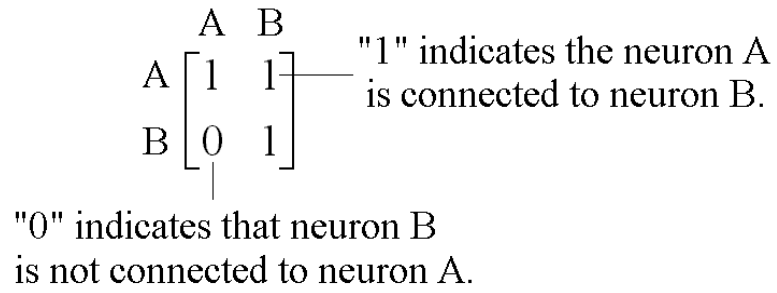 A B
A 1 1
"1" indicates the neuron A
is connected to neuron B.
B 0 1
"0" indicates that neuron B
is not connected to neuron A.